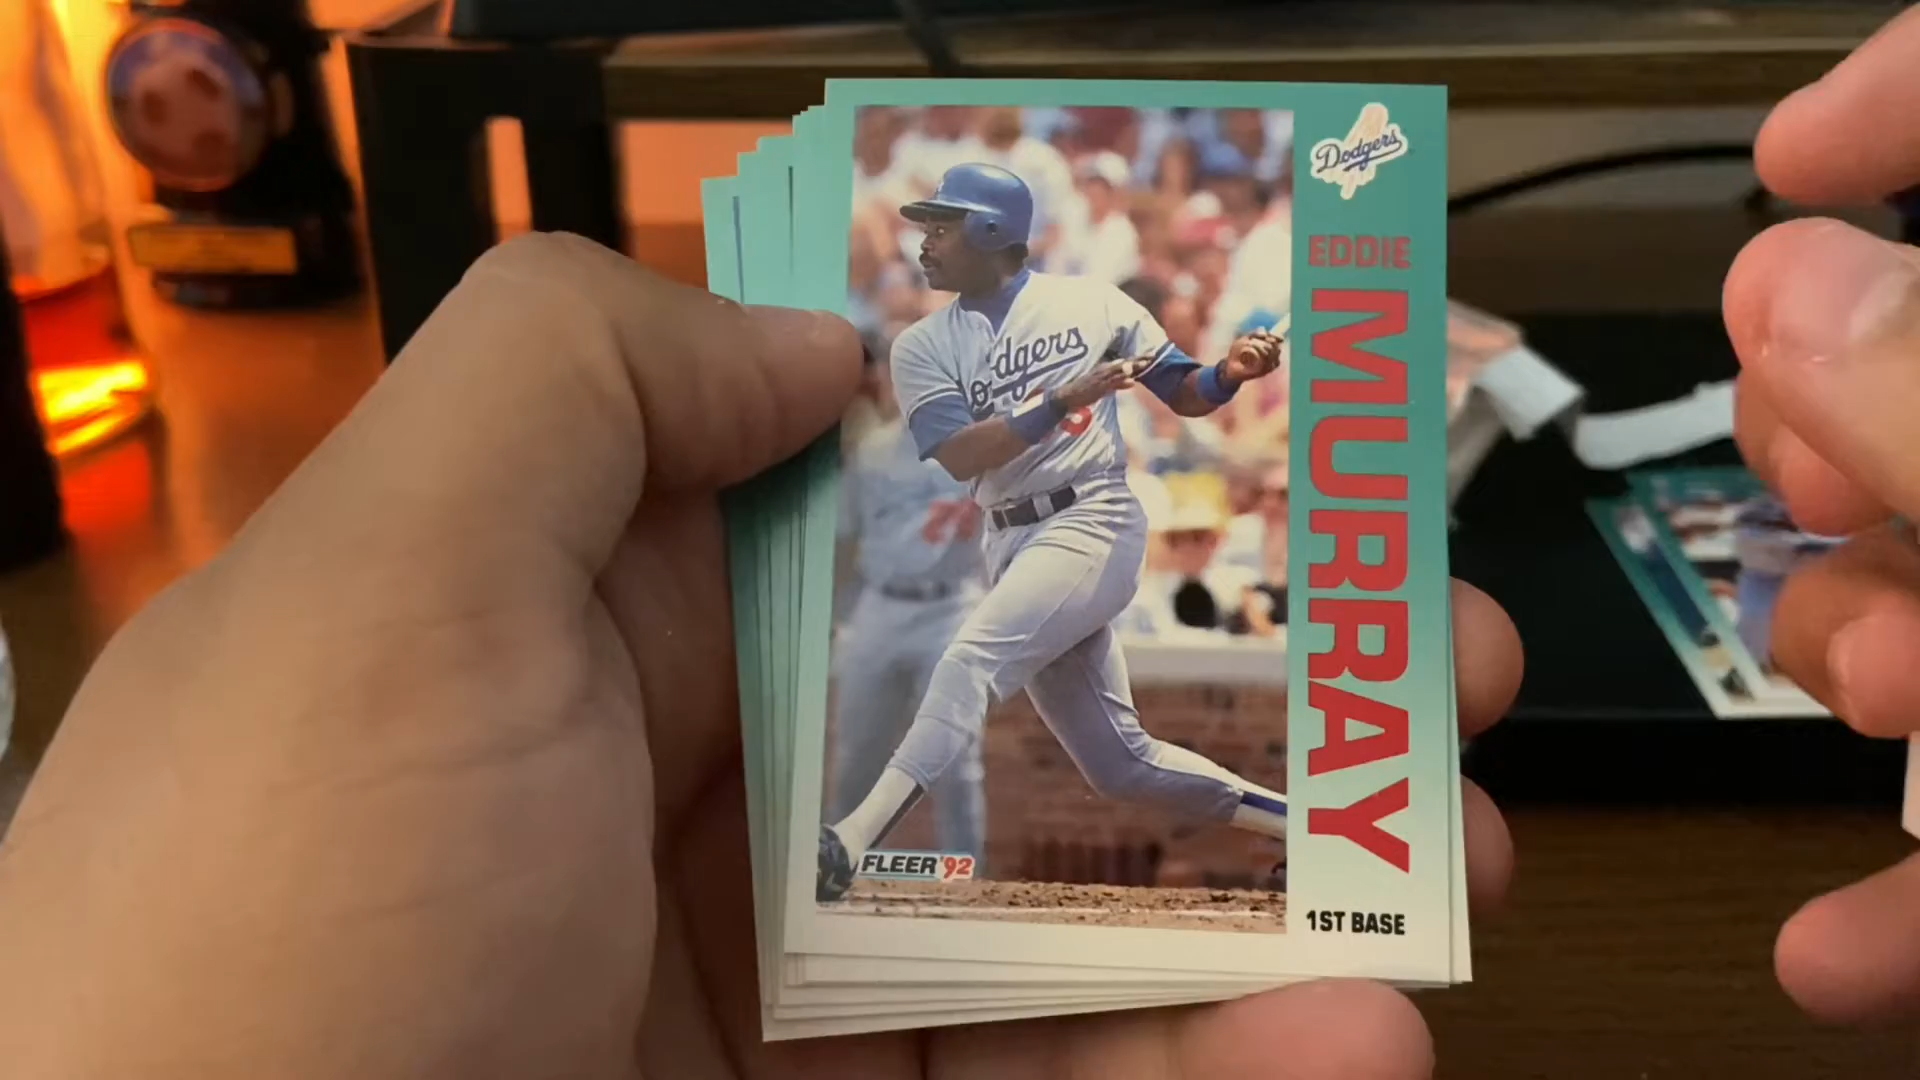 Dodgers
EDDIE
MURRAY
Dodgers
FLEER '92
1ST BASE